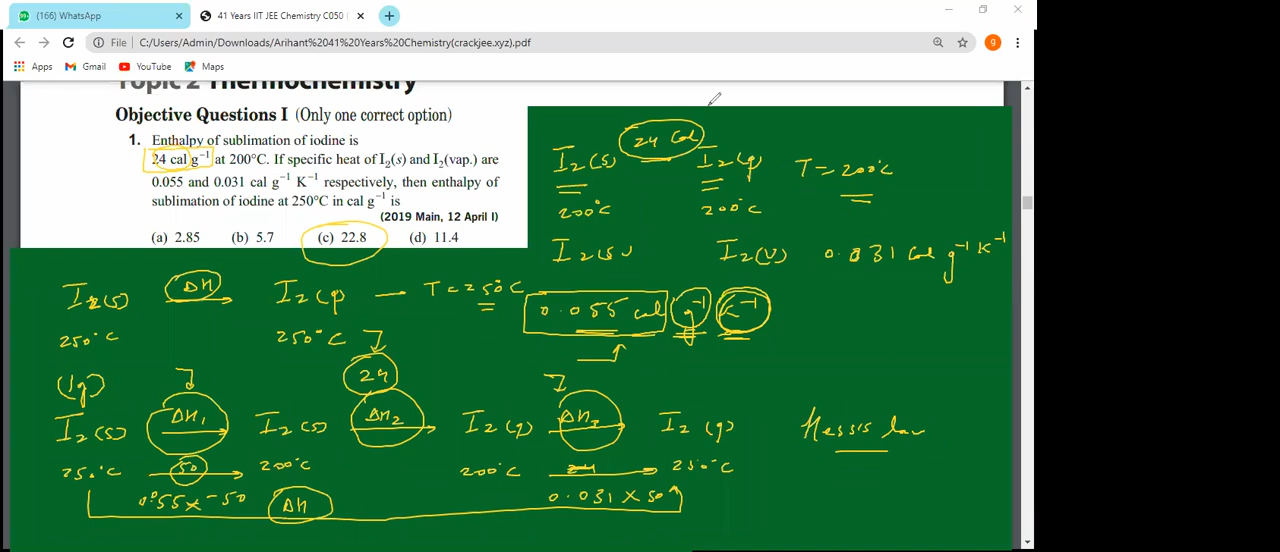 (166) WhatsApp
41 Years IIT JEE Chemistry C050 (
File C:/Users/Admin/Downloads/Arihant%2041%20Years%20Chemistry(crackjee.xyz).pdf
g
Apps Gmail YouTube Maps
99+
Topic 2 Thermochemistry
Objective Questions I (Only one correct option)
1. Enthalpy of sublimation of iodine is
24 cal g⁻¹ at 200°C. If specific heat of I₂(s) and I₂(vap.) are
0.055 and 0.031 cal g⁻¹ K⁻¹ respectively, then enthalpy of
sublimation of iodine at 250°C in cal g⁻¹ is
(2019 Main, 12 April I)
(a) 2.85 (b) 5.7 (c) 22.8 (d) 11.4
24 Cal
I₂(s) I₂(g) T = 200°C
200°C 200°C
I₂(s) I₂(v) 0.031 Cal g⁻¹ K⁻¹
I₂(s) ΔH I₂(g) — T = 250°C
0.055 cal g⁻¹ K⁻¹
250°C 250°C
(1g) 24
I₂(s) ΔH₁ I₂(s) ΔH₂ I₂(g) ΔH₃ I₂(g) Hess's law
250°C 50 200°C 200°C 24 250°C
0.055 x -50 ΔH 0.031 x 50